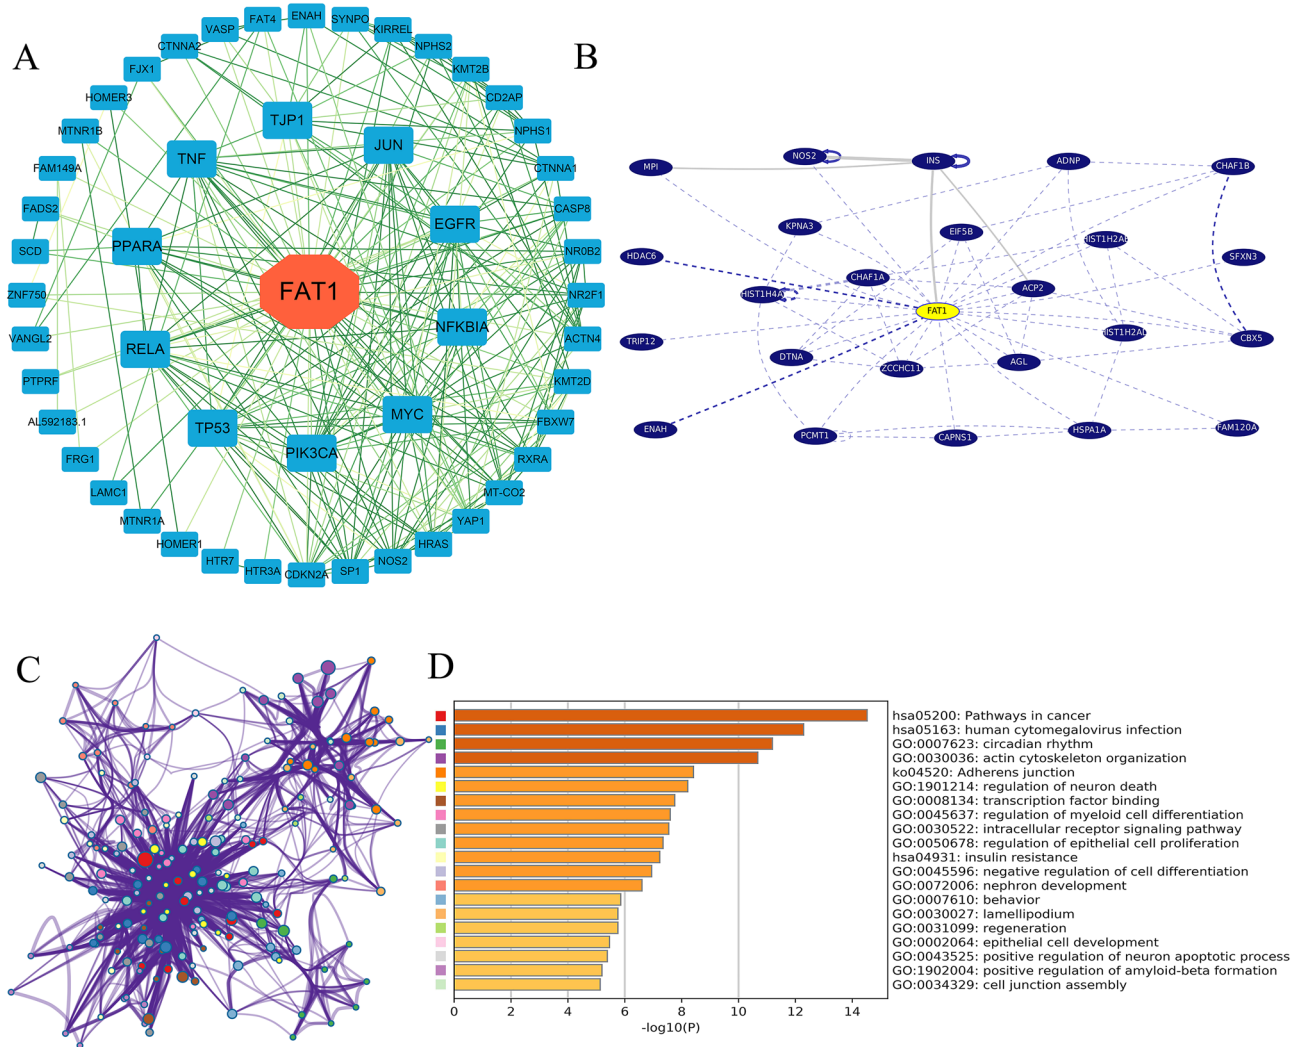 A
ENAH
SYNPO
FAT4
KIRREL
VASP
NPHS2
CTNNA2
KMT2B
FJX1
CD2AP
HOMER3
NPHS1
MTNR1B
CTNNA1
FAM149A
CASP8
FADS2
NR0B2
SCD
NR2F1
ZNF750
ACTN4
VANGL2
KMT2D
PTPRF
FBXW7
AL592183.1
RXRA
FRG1
MT-CO2
LAMC1
YAP1
MTNR1A
HRAS
HOMER1
NOS2
HTR7
SP1
HTR3A
CDKN2A
TJP1
JUN
TNF
EGFR
PPARA
FAT1
NFKBIA
RELA
MYC
TP53
PIK3CA
B
NOS2
INS
ADNP
MPI
CHAF1B
KPNA3
EIF5B
HIST1H2AE
HDAC6
SFXN3
CHAF1A
ACP2
HIST1H4A
FAT1
TRIP12
HIST1H2AL
CBX5
DTNA
AGL
ZCCHC11
ENAH
PCMT1
CAPNS1
HSPA1A
FAM120A
C
D
hsa05200: Pathways in cancer
hsa05163: human cytomegalovirus infection
GO:0007623: circadian rhythm
GO:0030036: actin cytoskeleton organization
ko04520: Adherens junction
GO:1901214: regulation of neuron death
GO:0008134: transcription factor binding
GO:0045637: regulation of myeloid cell differentiation
GO:0030522: intracellular receptor signaling pathway
GO:0050678: regulation of epithelial cell proliferation
hsa04931: insulin resistance
GO:0045596: negative regulation of cell differentiation
GO:0072006: nephron development
GO:0007610: behavior
GO:0030027: lamellipodium
GO:0031099: regeneration
GO:0002064: epithelial cell development
GO:0043525: positive regulation of neuron apoptotic process
GO:1902004: positive regulation of amyloid-beta formation
GO:0034329: cell junction assembly
0 2 4 6 8 10 12 14
-log10(P)